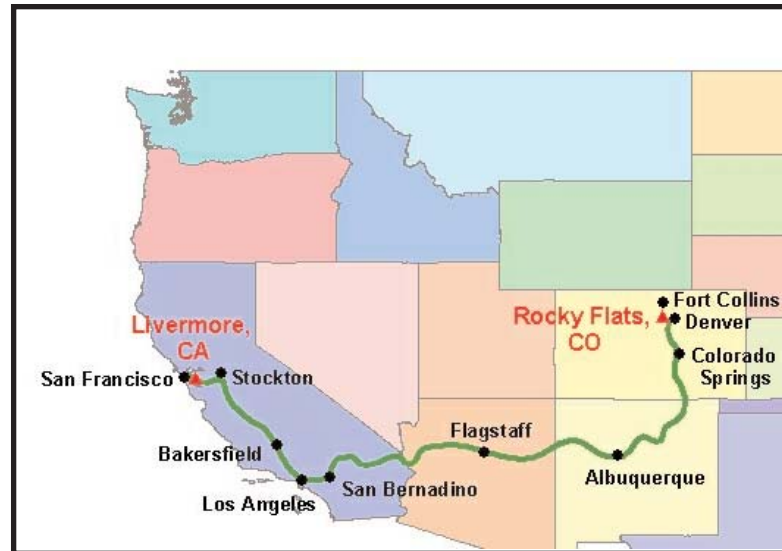 Fort Collins
Rocky Flats,
CO
Denver
Livermore,
CA
Colorado
Springs
San Francisco
Stockton
Flagstaff
Bakersfield
Albuquerque
San Bernadino
Los Angeles